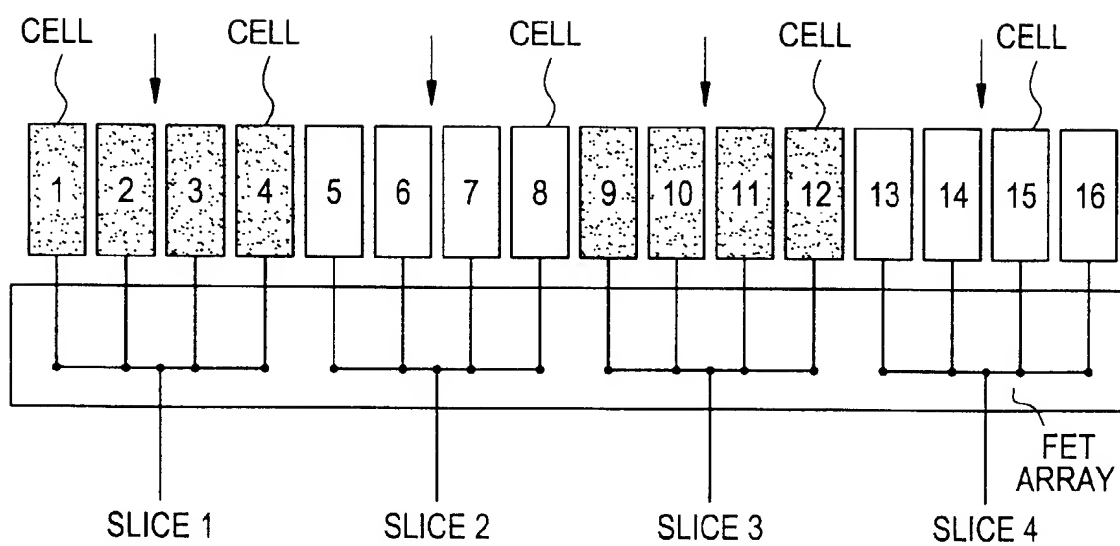 CELL CELL CELL CELL CELL
1 2 3 4 5 6 7 8 9 10 11 12 13 14 15 16
FET
ARRAY
SLICE 1 SLICE 2 SLICE 3 SLICE 4